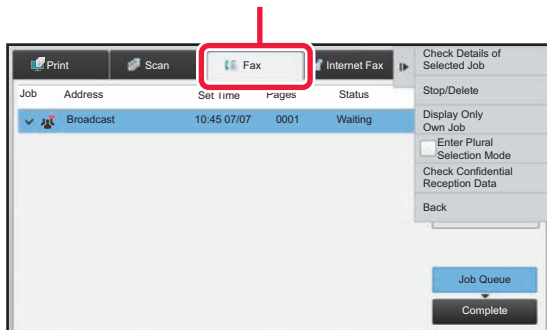 Print Scan Fax Internet Fax
Job Address Set Time Pages Status
Broadcast 10:45 07/07 0001 Waiting
Check Details of
Selected Job
Stop/Delete
Display Only
Own Job
Enter Plural
Selection Mode
Check Confidential
Reception Data
Back
Job Queue
Complete